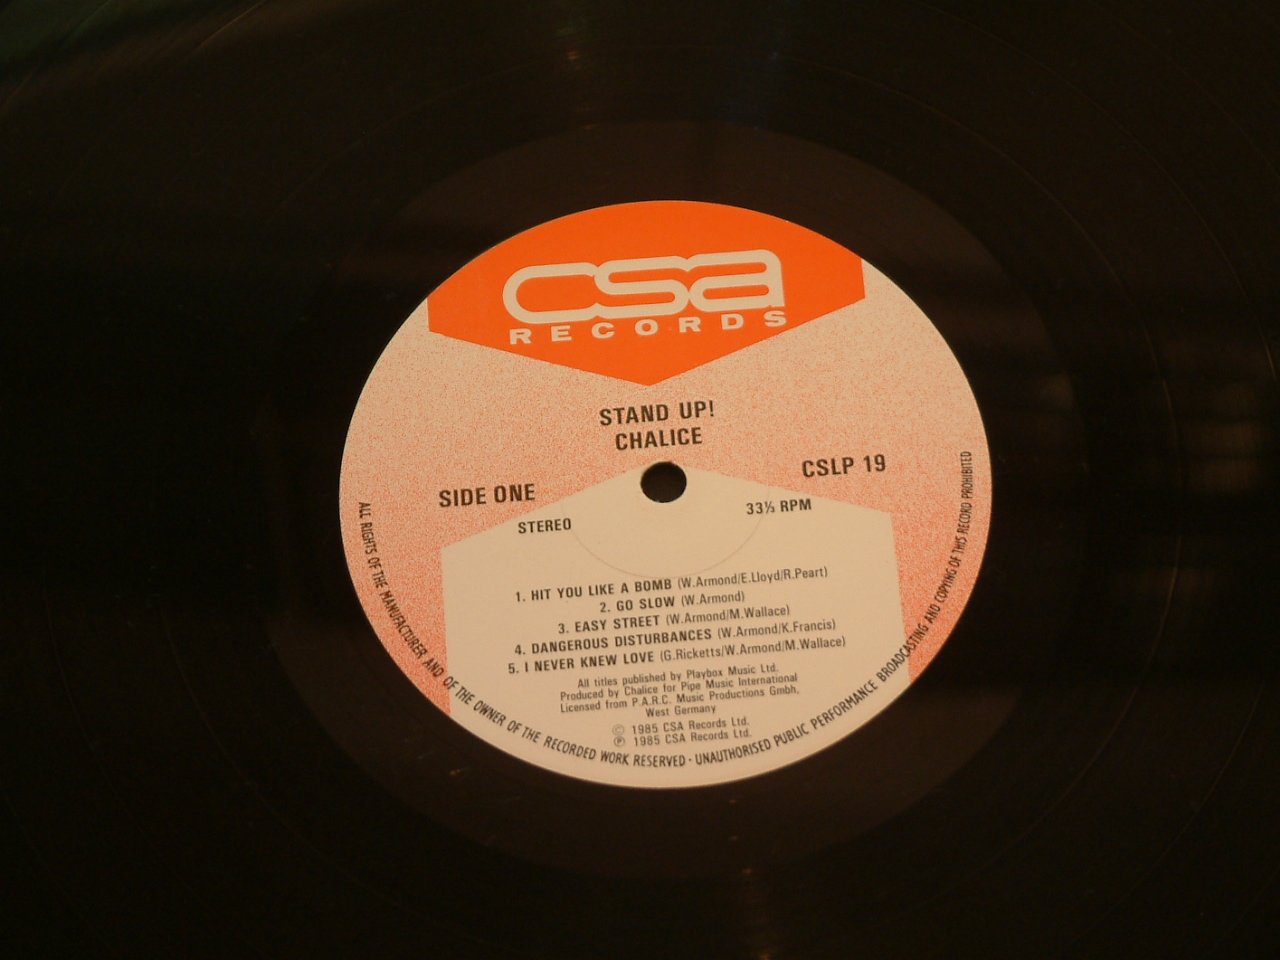 csa
RECORDS
STAND UP!
CHALICE
CSLP 19
SIDE ONE
STEREO
33⅓ RPM
1. HIT YOU LIKE A BOMB (W.Armond/E.Lloyd/R.Peart)
2. GO SLOW (W.Armond)
3. EASY STREET (W.Armond/M.Wallace)
4. DANGEROUS DISTURBANCES (W.Armond/K.Francis)
5. I NEVER KNEW LOVE (G.Ricketts/W.Armond/M.Wallace)
All titles published by Playbox Music Ltd.
Produced by Chalice for Pipe Music International
Licensed from P.A.R.C. Music Productions Gmbh,
West Germany
© 1985 CSA Records Ltd.
℗ 1985 CSA Records Ltd.
ALL RIGHTS OF THE MANUFACTURER AND OF THE OWNER OF THE RECORDED WORK RESERVED · UNAUTHORISED PUBLIC PERFORMANCE BROADCASTING AND COPYING OF THIS RECORD PROHIBITED